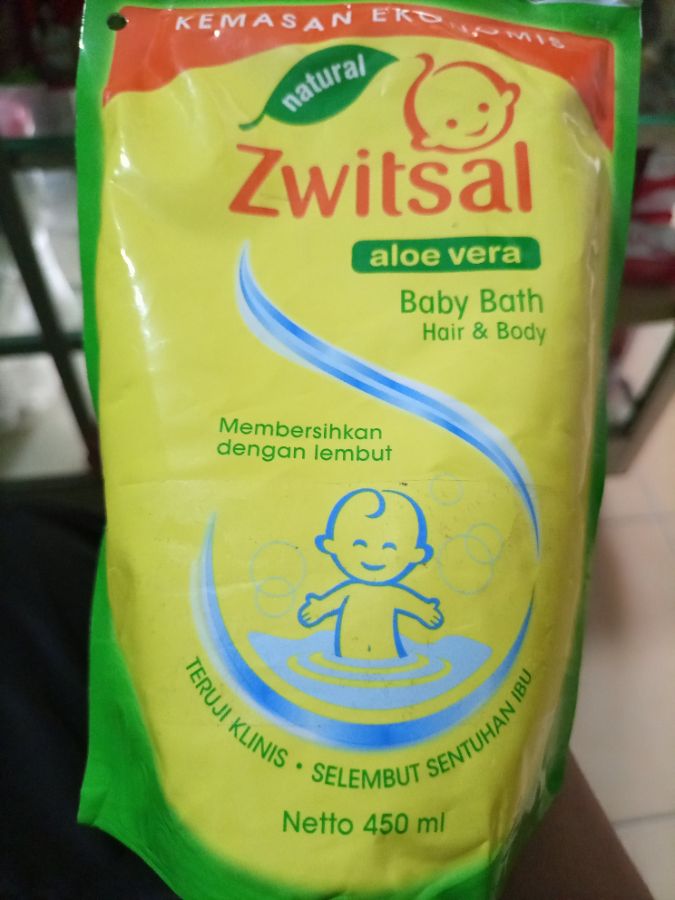 KEMASAN EKONOMIS
natural
Zwitsal
aloe vera
Baby Bath
Hair & Body
Membersihkan
dengan lembut
TERUJI KLINIS • SELEMBUT SENTUHAN IBU
Netto 450 ml